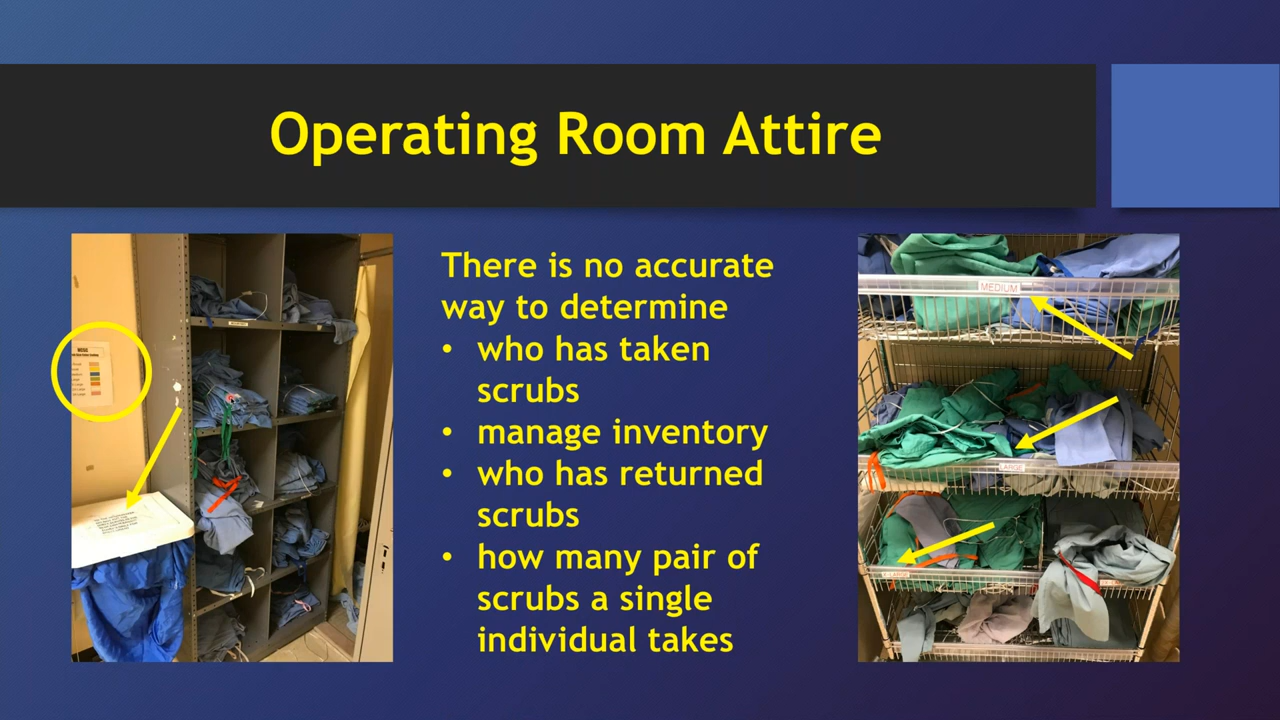 Operating Room Attire
There is no accurate
way to determine
• who has taken
scrubs
• manage inventory
• who has returned
scrubs
• how many pair of
scrubs a single
individual takes
MEDIUM
LARGE